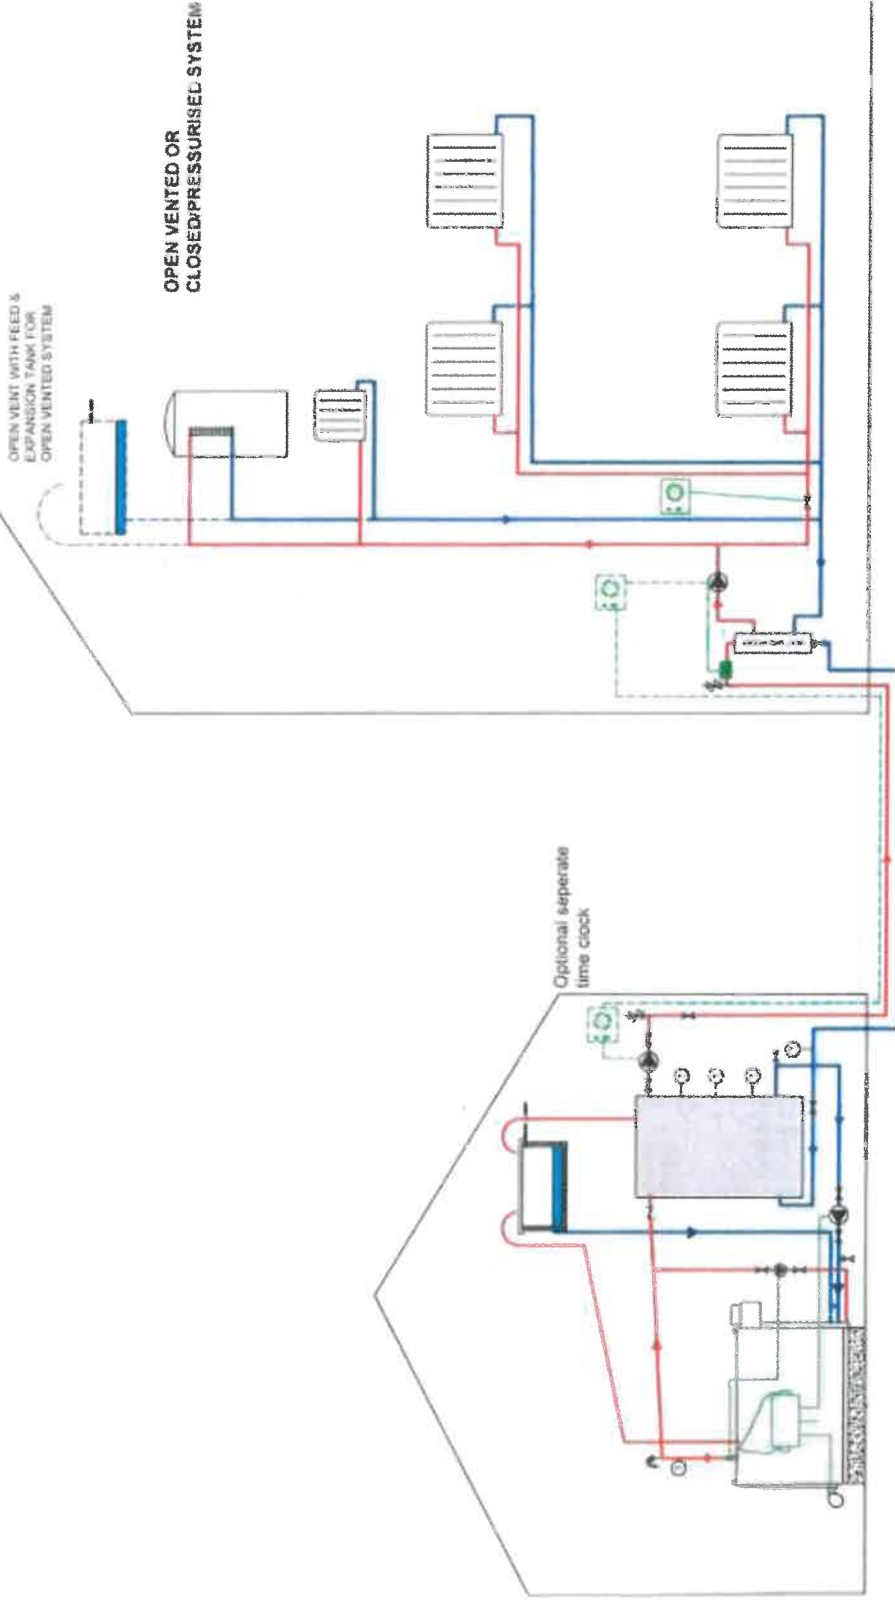 OPEN VENT WITH FEED &
EXPANSION TANK FOR
OPEN VENTED SYSTEM
OPEN VENTED OR
CLOSED/PRESSURISED SYSTEM
Optional seperate
time clock